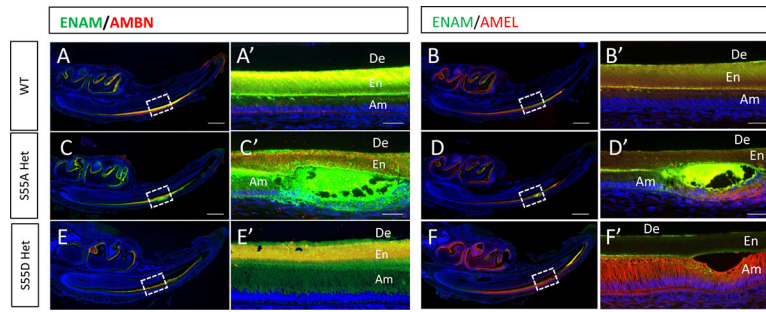 ENAM/AMBN ENAM/AMEL
WT
A A’ De En Am B B’ De En Am
S55A Het
C C’ De En Am D D’ De En Am
S55D Het
E E’ De En Am F F’ De En Am